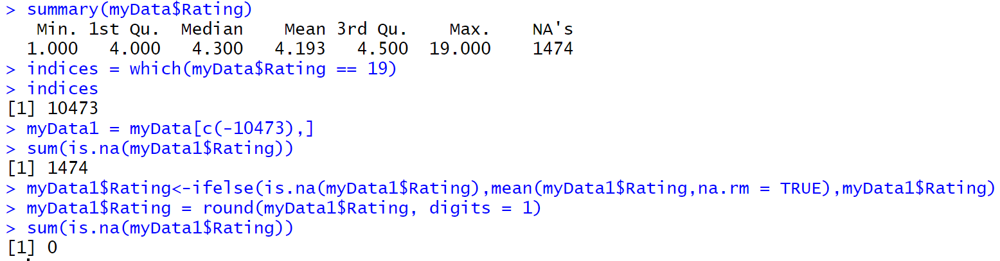 > summary(myData$Rating)
   Min. 1st Qu.  Median    Mean 3rd Qu.    Max.    NA's
  1.000   4.000   4.300   4.193   4.500  19.000    1474
> indices = which(myData$Rating == 19)
> indices
[1] 10473
> myData1 = myData[c(-10473),]
> sum(is.na(myData1$Rating))
[1] 1474
> myData1$Rating<-ifelse(is.na(myData1$Rating),mean(myData1$Rating,na.rm = TRUE),myData1$Rating)
> myData1$Rating = round(myData1$Rating, digits = 1)
> sum(is.na(myData1$Rating))
[1] 0